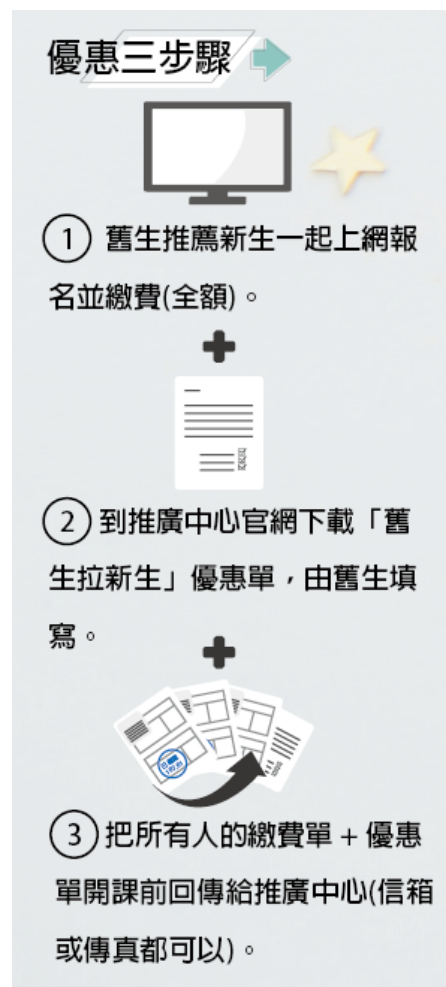 優惠三步驟
① 舊生推薦新生一起上網報
名並繳費(全額)。
② 到推廣中心官網下載「舊
生拉新生」優惠單，由舊生填
寫。
③ 把所有人的繳費單 + 優惠
單開課前回傳給推廣中心(信箱
或傳真都可以)。